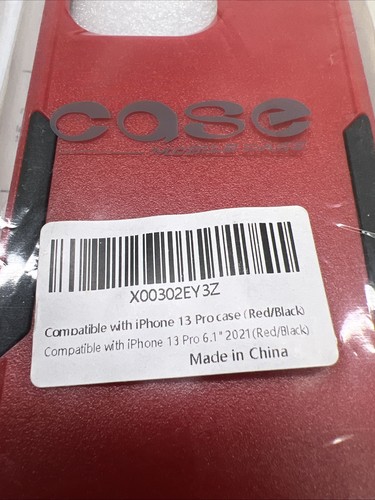 case
X00302EY3Z
Compatible with iPhone 13 Pro case (Red/Black)
Compatible with iPhone 13 Pro 6.1" 2021(Red/Black)
Made in China